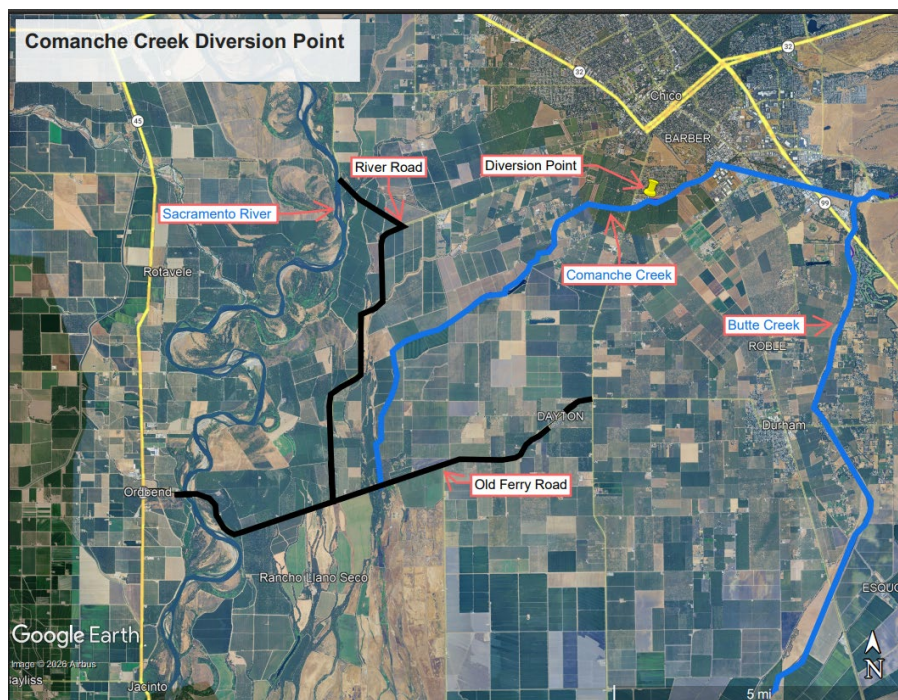 Comanche Creek Diversion Point
32
32
Chico
45
BARBER
River Road
Diversion Point
Sacramento River
99
Rotavele
Comanche Creek
Butte Creek
ROBLE
DAYTON
Durham
Old Ferry Road
Ordbend
Rancho Llano Seco
ESQUO
Google Earth
Image © 2026 Airbus
Bayliss
Jacinto
5 mi
N